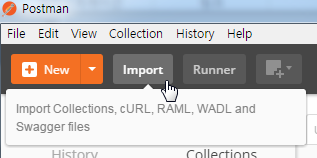 Postman
File Edit View Collection History Help
New Import Runner
Import Collections, cURL, RAML, WADL and
Swagger files
History Collections